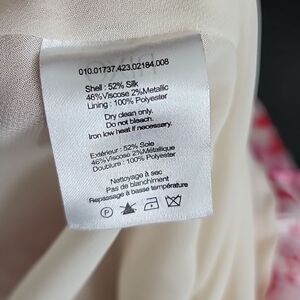 010.01737.423.02184.008
Shell : 52% Silk
46%Viscose 2%Metallic
Lining : 100% Polyester
Dry clean only.
Do not bleach.
Iron low heat if necessary.
Extérieur : 52% Soie
46%Viscose 2%Métallique
Doublure : 100% Polyester
Nettoyage à sec
Pas de blanchiment
Repassage à basse température
P